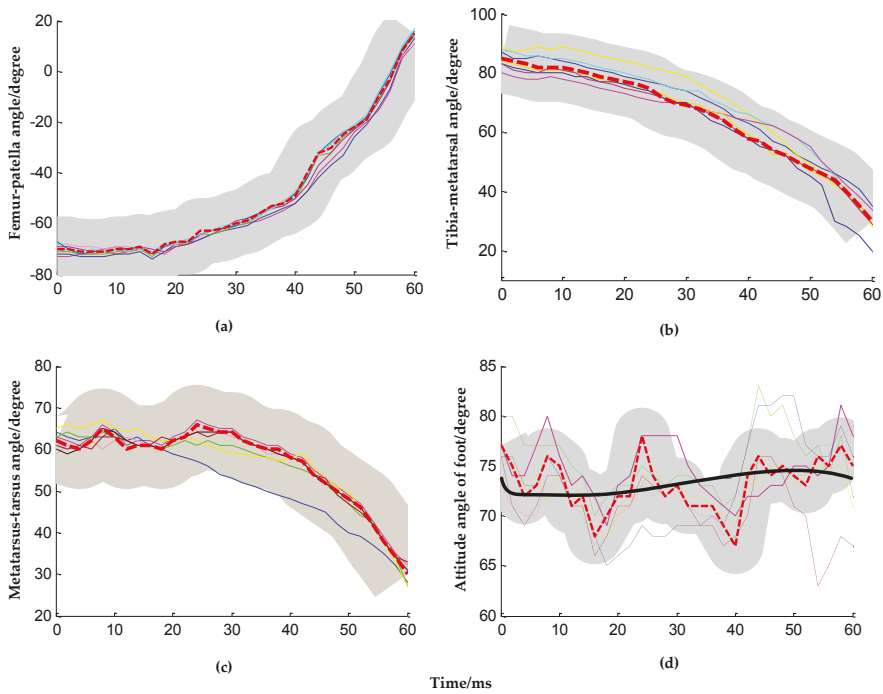 Femur-patella angle/degree
20
0
-20
-40
-60
-80
0 10 20 30 40 50 60
(a)
Tibia-metatarsal angle/degree
100
80
60
40
20
0 10 20 30 40 50 60
(b)
Metatarsus-tarsus angle/degree
80
70
60
50
40
30
20
0 10 20 30 40 50 60
(c)
Attitude angle of foot/degree
85
80
75
70
65
60
0 10 20 30 40 50 60
(d)
Time/ms